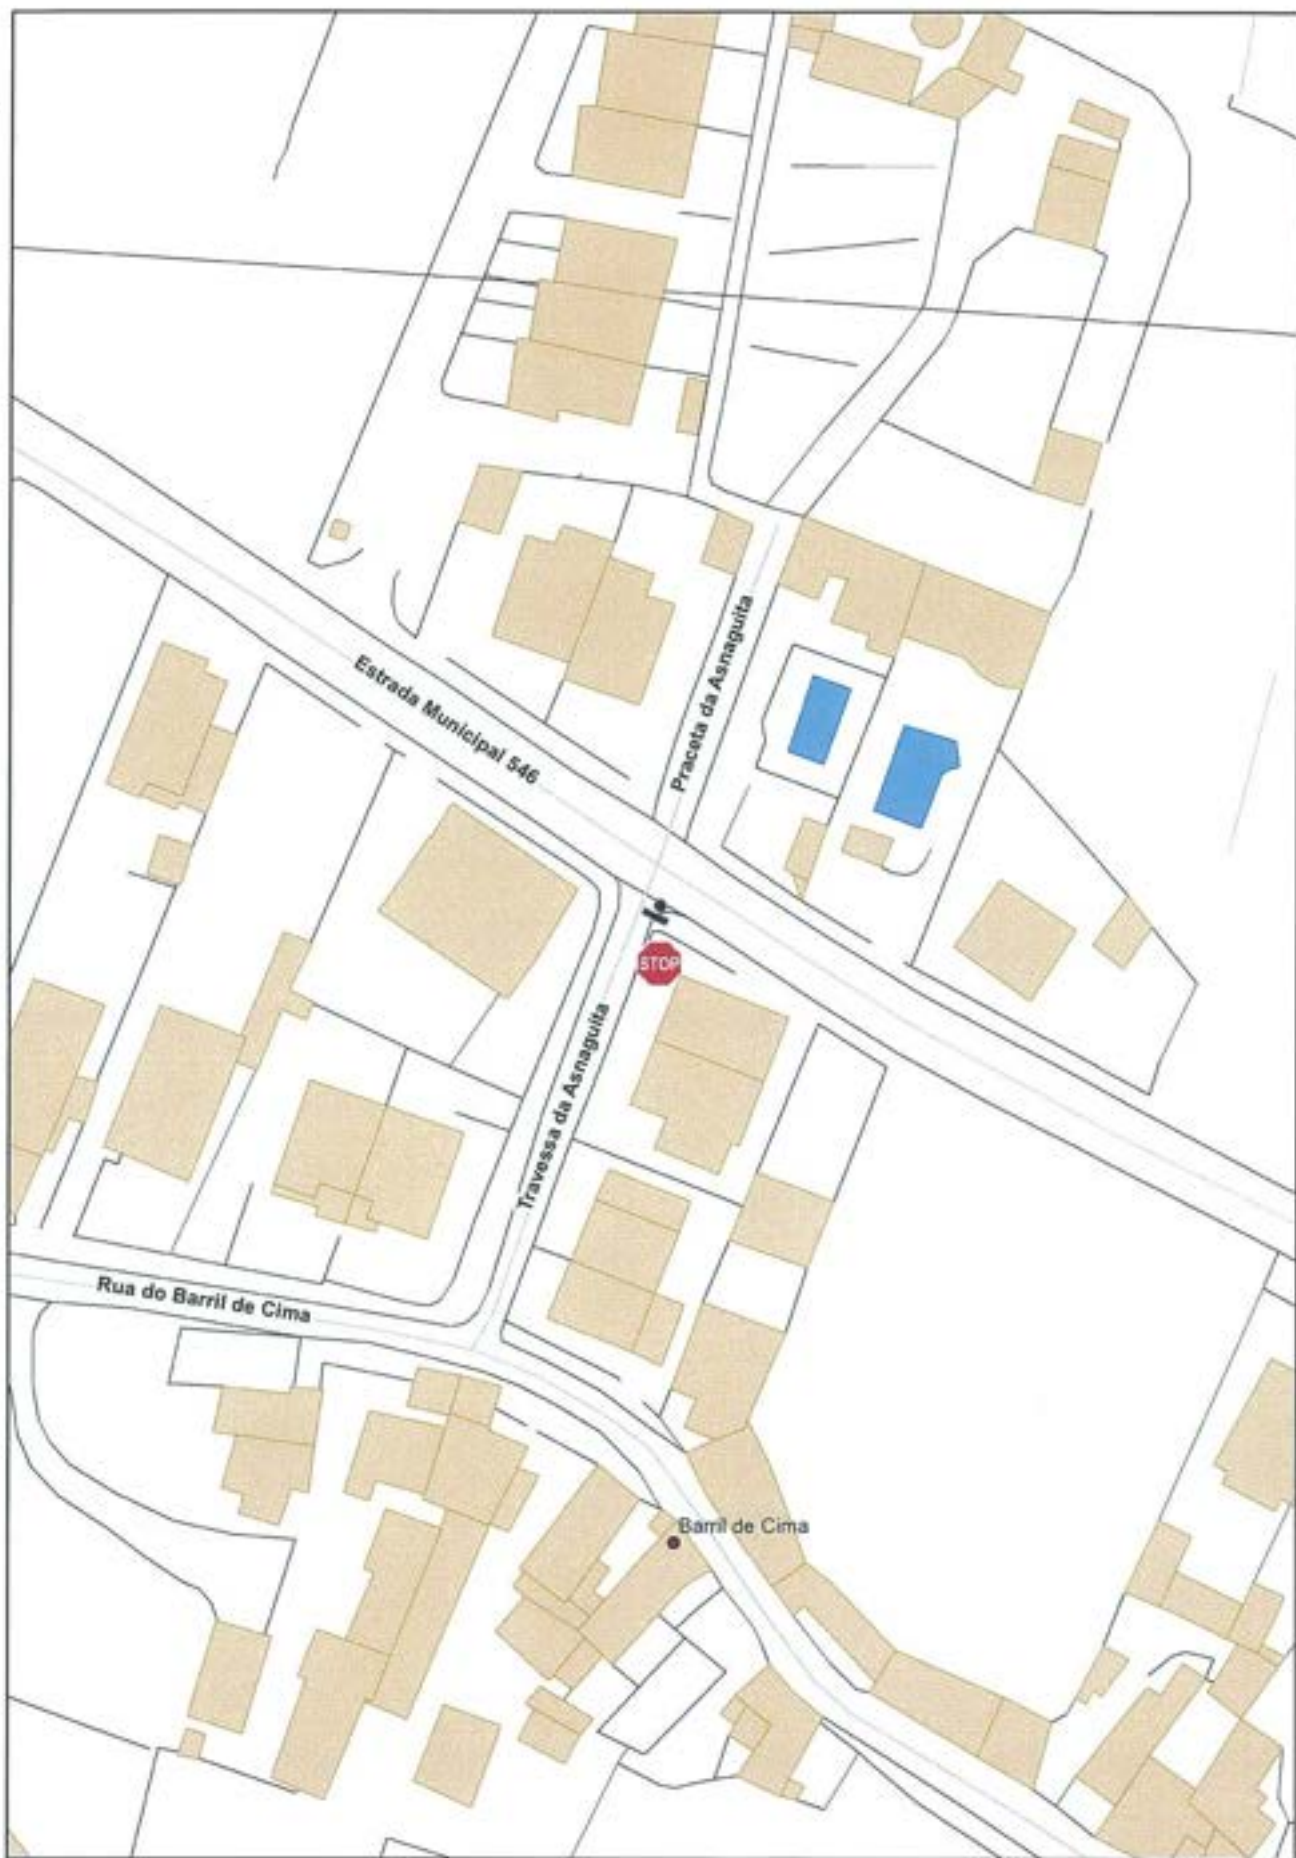 Praceta da Asnaguita
Estrada Municipal 546
STOP
Travessa da Asnaguita
Rua do Barril de Cima
Barril de Cima